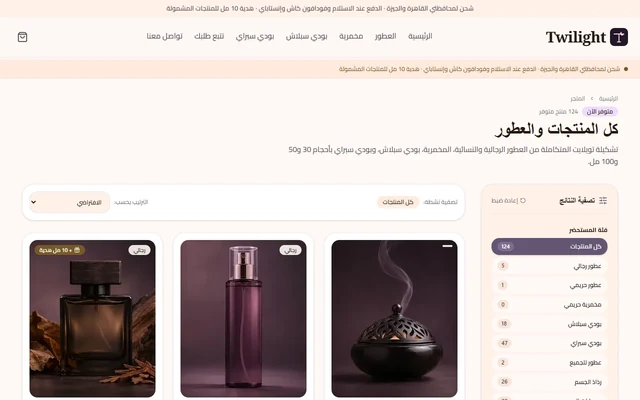 شحن لمحافظتي القاهرة والجيزة · الدفع عند الاستلام وفودافون كاش وإنستاباي · هدية 10 مل للمنتجات المشمولة
Twilight
الرئيسية
العطور
مخمرية
بودي سبلاش
بودي سبراي
تتبع طلبك
تواصل معنا
شحن لمحافظتي القاهرة والجيزة · الدفع عند الاستلام وفودافون كاش وإنستاباي · هدية 10 مل للمنتجات المشمولة
الرئيسية › المتجر
متوفر الآن
124 منتج متوفر
كل المنتجات والعطور
تشكيلة تويلايت المتكاملة من العطور الرجالية والنسائية، المخمرية، بودي سبلاش، وبودي سبراي بأحجام 30 و50
و100 مل.
تصفية النتائج
إعادة ضبط
فئة المستحضر
كل المنتجات 124
عطور رجالي 5
عطور حريمي 1
مخمرية حريمي 0
بودي سبلاش 18
بودي سبراي 47
عطور للجميع 2
رذاذ الجسم 26
تصفية نشطة:
كل المنتجات
الترتيب بحسب:
الافتراضي
رجالي
رجالي
+ 10 مل هدية